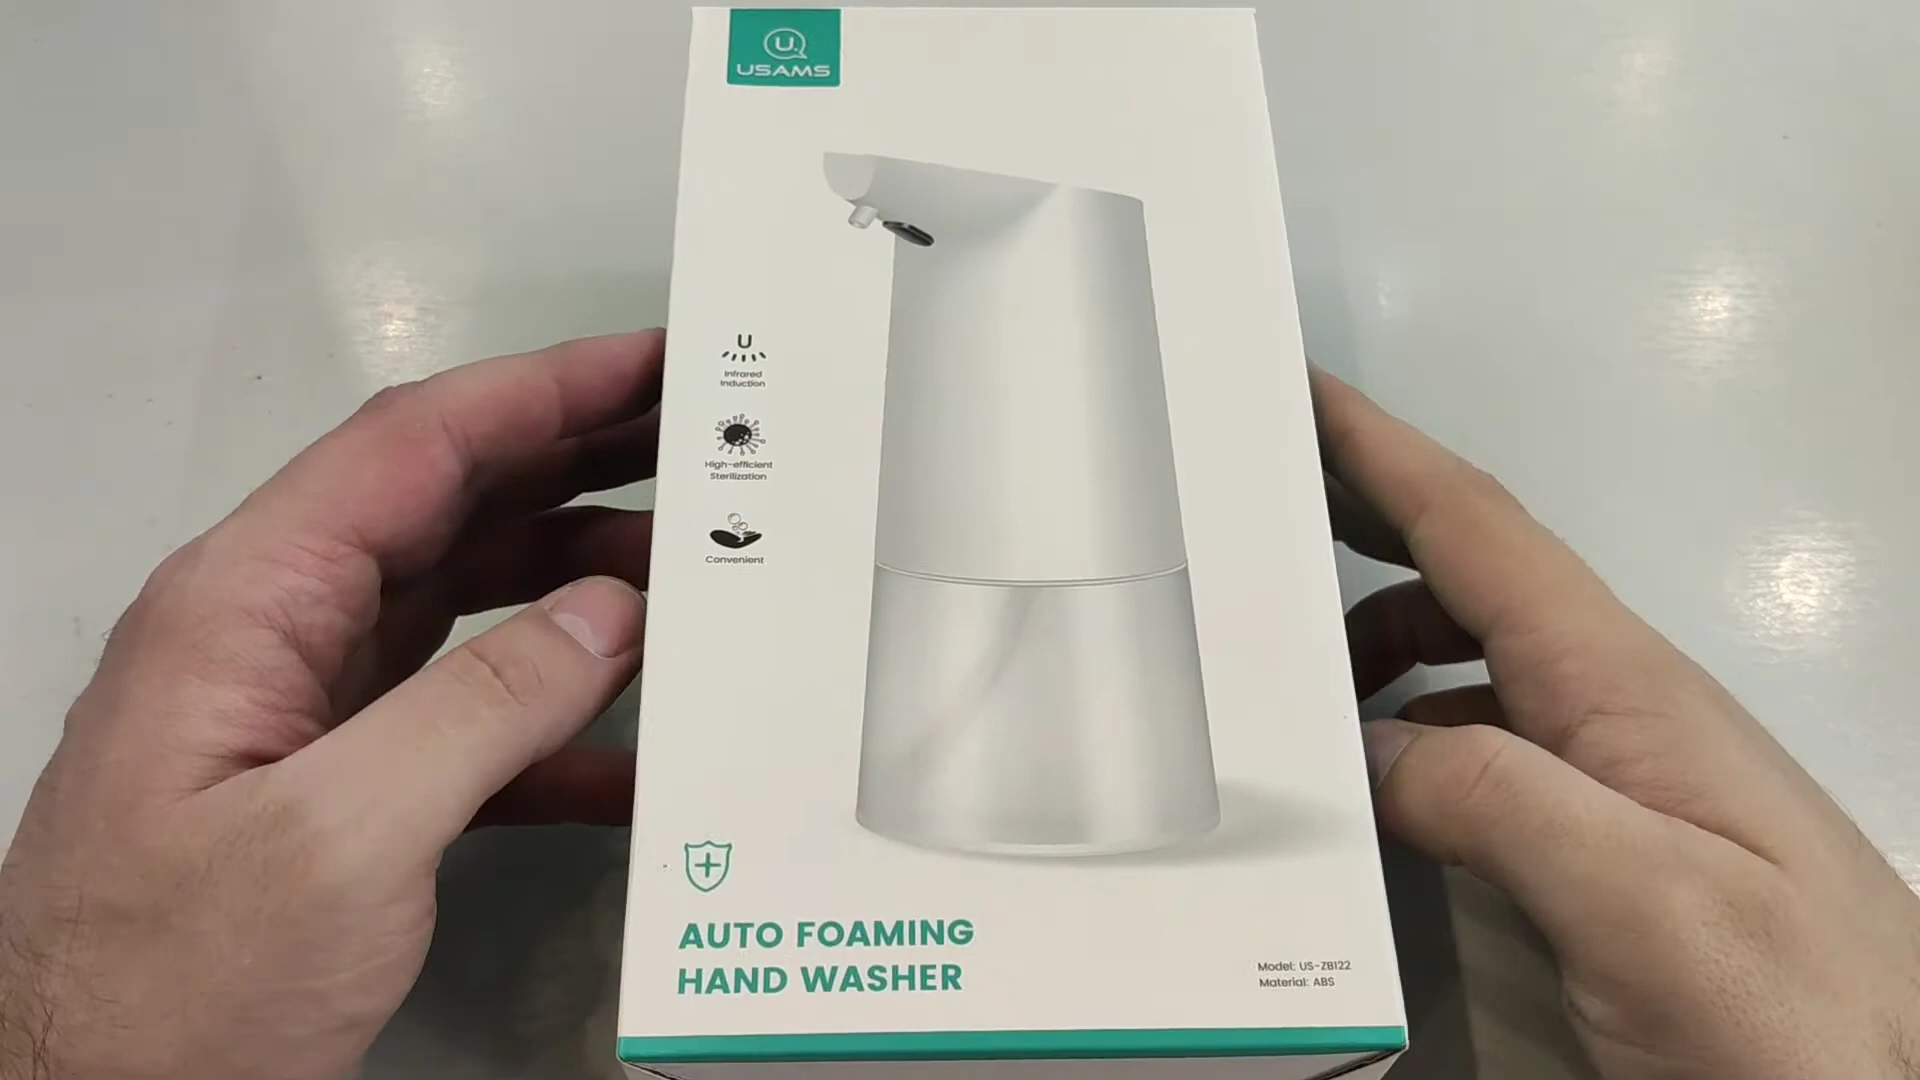 U.
USAMS
U
Infrared
Induction
High-efficient
Sterilization
Convenient
AUTO FOAMING
HAND WASHER
Model: US-ZB122
Material: ABS